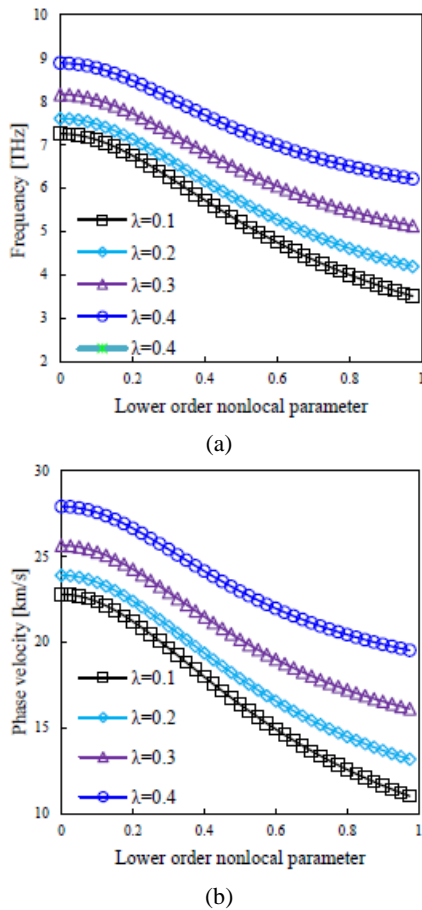 10
9
8
7
6
5
4
3
2
Frequency [THz]
λ=0.1
λ=0.2
λ=0.3
λ=0.4
λ=0.4
0 0.2 0.4 0.6 0.8 1
Lower order nonlocal parameter
(a)
30
25
20
15
10
Phase velocity [km/s]
λ=0.1
λ=0.2
λ=0.3
λ=0.4
0 0.2 0.4 0.6 0.8 1
Lower order nonlocal parameter
(b)